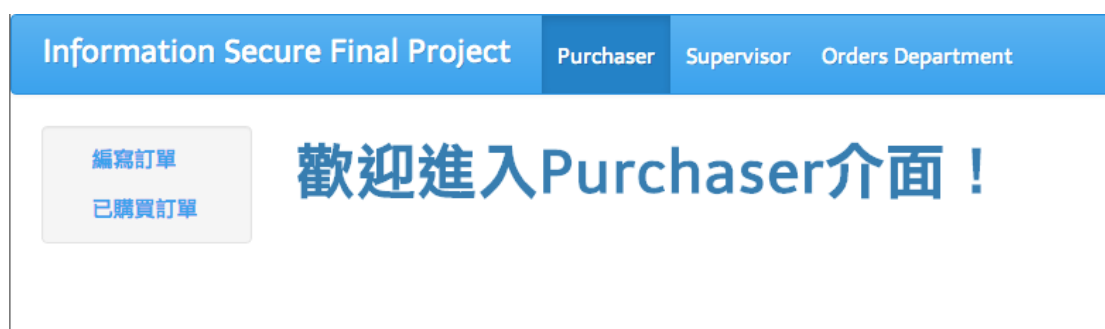 Information Secure Final Project Purchaser Supervisor Orders Department
編寫訂單
已購買訂單
歡迎進入Purchaser介面！